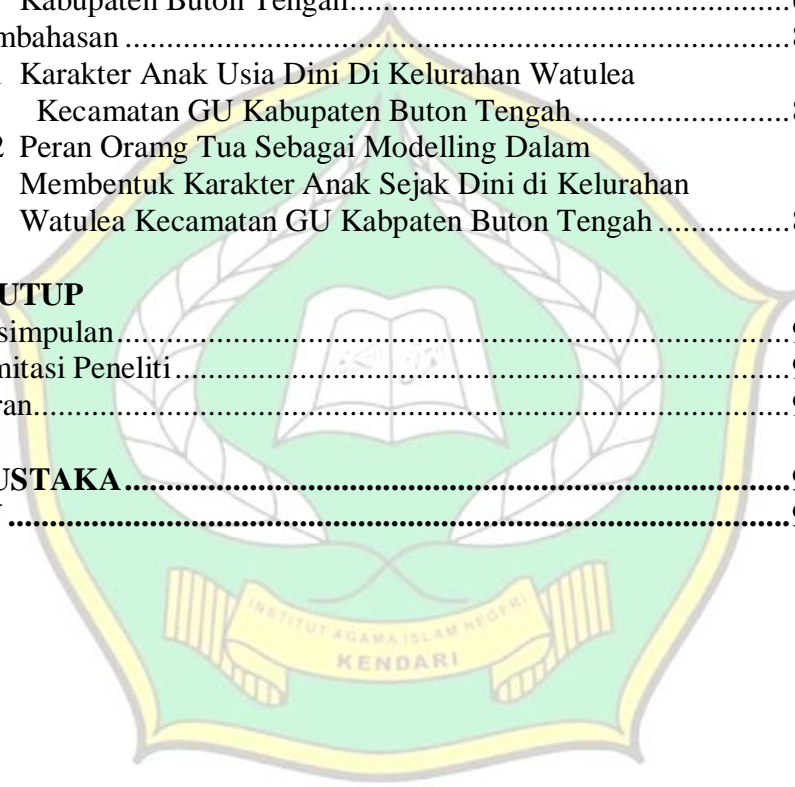 Kabupaten Buton Tengah
mbahasan
Karakter Anak Usia Dini Di Kelurahan Watulea
Kecamatan GU Kabupaten Buton Tengah
2 Peran Oramg Tua Sebagai Modelling Dalam
Membentuk Karakter Anak Sejak Dini di Kelurahan
Watulea Kecamatan GU Kabpaten Buton Tengah
UTUP
simpulan
mitasi Peneliti
ran
USTAKA
INSTITUT AGAMA ISLAM NEGERI
KENDARI